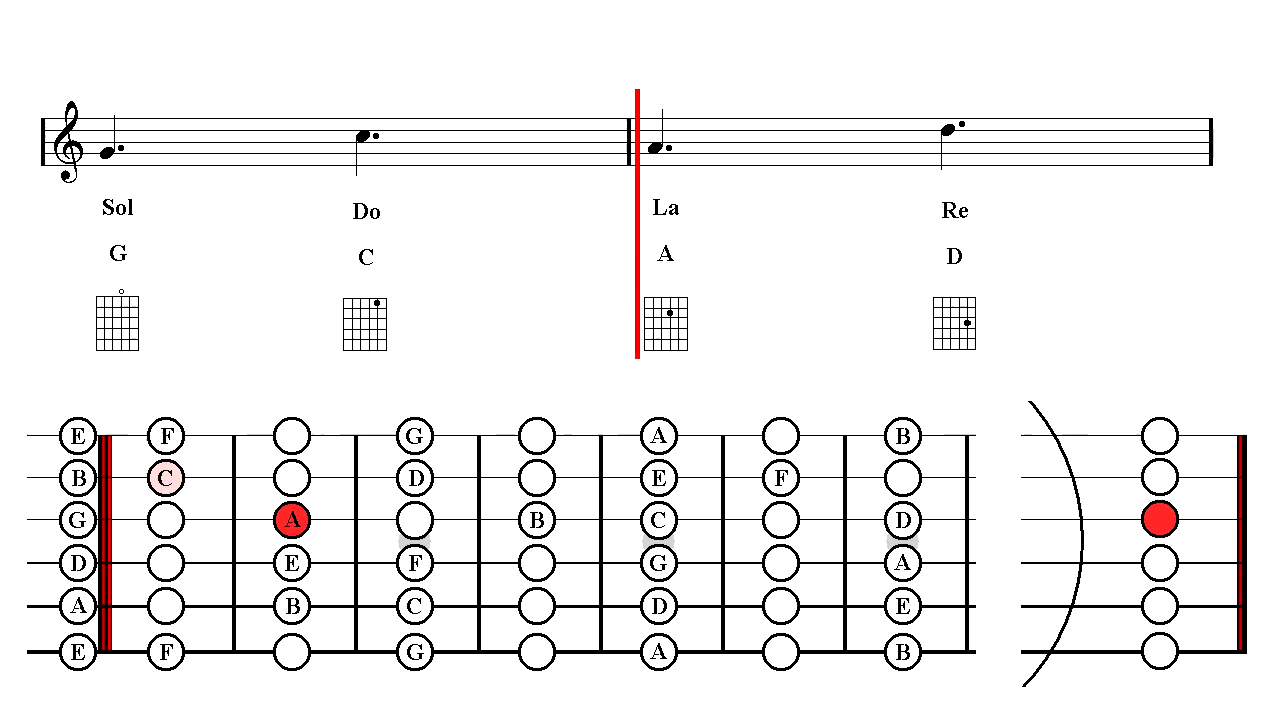 Sol Do La Re
G C A D
E F G A B
B C D E F
G A B C D
D E F G A
A B C D E
E F G A B